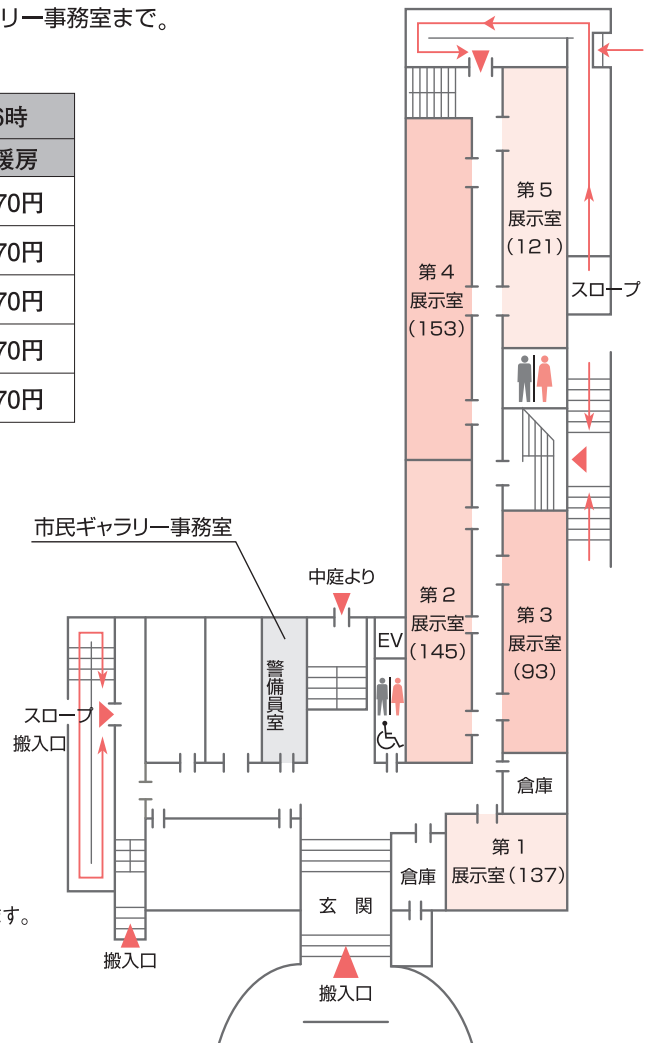 リー事務室まで。
6時
暖房
70円
70円
70円
70円
70円
第5
展示室
(121)
第4
展示室
(153)
スロープ
市民ギャラリー事務室
中庭より
第2
展示室
(145)
第3
展示室
(93)
EV
警備員室
スロープ
搬入口
倉庫
第1
展示室(137)
倉庫
玄 関
す。
搬入口
搬入口